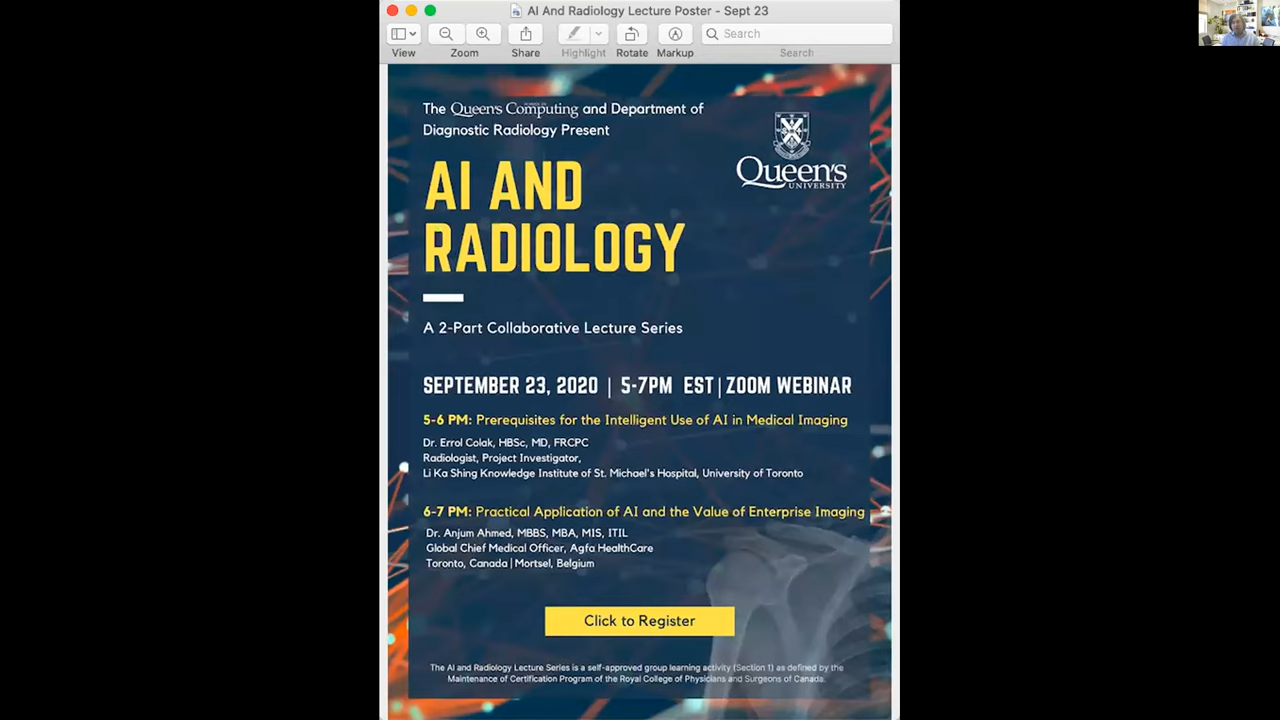 AI And Radiology Lecture Poster - Sept 23
Search
View Zoom Share Highlight Rotate Markup Search
The Queen's Computing and Department of
Diagnostic Radiology Present
Queen's
UNIVERSITY
AI AND
RADIOLOGY
A 2-Part Collaborative Lecture Series
SEPTEMBER 23, 2020 | 5-7PM EST | ZOOM WEBINAR
5-6 PM: Prerequisites for the Intelligent Use of AI in Medical Imaging
Dr. Errol Colak, HBSc, MD, FRCPC
Radiologist, Project Investigator,
Li Ka Shing Knowledge Institute of St. Michael's Hospital, University of Toronto
6-7 PM: Practical Application of AI and the Value of Enterprise Imaging
Dr. Anjum Ahmed, MBBS, MBA, MIS, ITIL
Global Chief Medical Officer, Agfa HealthCare
Toronto, Canada | Mortsel, Belgium
Click to Register
The AI and Radiology Lecture Series is a self-approved group learning activity (Section 1) as defined by the
Maintenance of Certification Program of the Royal College of Physicians and Surgeons of Canada.